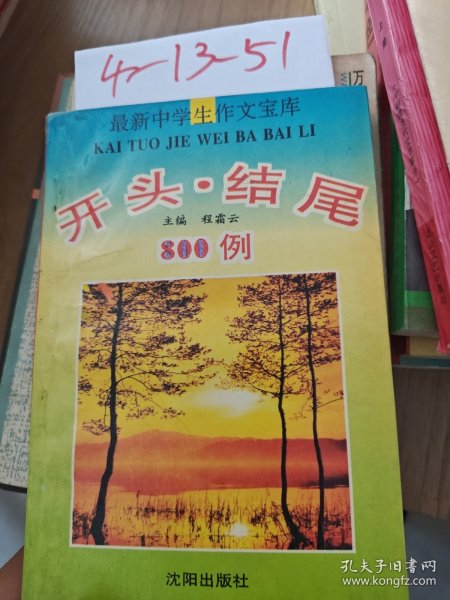 4-13-51
最新中学生作文宝库
KAI TUO JIE WEI BA BAI LI
开头·结尾
主编 程霜云
800例
沈阳出版社
孔夫子旧书网
www.kongfz.com